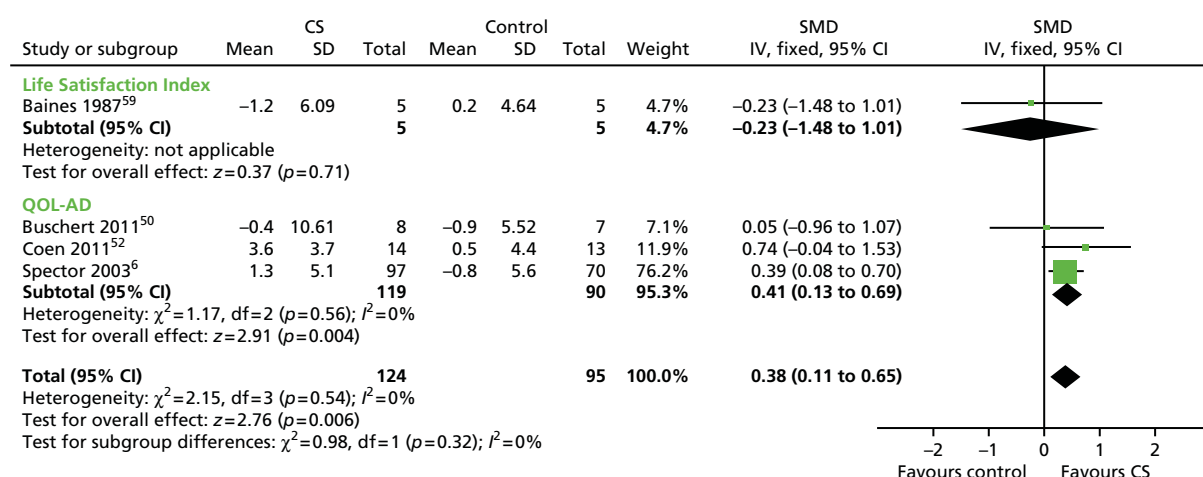 CS Control SMD SMD
Study or subgroup Mean SD Total Mean SD Total Weight IV, fixed, 95% CI IV, fixed, 95% CI
Life Satisfaction Index
Baines 1987⁵⁹ –1.2 6.09 5 0.2 4.64 5 4.7% –0.23 (–1.48 to 1.01)
Subtotal (95% CI) 5 5 4.7% –0.23 (–1.48 to 1.01)
Heterogeneity: not applicable
Test for overall effect: z=0.37 (p=0.71)
QOL-AD
Buschert 2011⁵⁰ –0.4 10.61 8 –0.9 5.52 7 7.1% 0.05 (–0.96 to 1.07)
Coen 2011⁵² 3.6 3.7 14 0.5 4.4 13 11.9% 0.74 (–0.04 to 1.53)
Spector 2003⁶ 1.3 5.1 97 –0.8 5.6 70 76.2% 0.39 (0.08 to 0.70)
Subtotal (95% CI) 119 90 95.3% 0.41 (0.13 to 0.69)
Heterogeneity: χ²=1.17, df=2 (p=0.56); I²=0%
Test for overall effect: z=2.91 (p=0.004)
Total (95% CI) 124 95 100.0% 0.38 (0.11 to 0.65)
Heterogeneity: χ²=2.15, df=3 (p=0.54); I²=0%
Test for overall effect: z=2.76 (p=0.006)
Test for subgroup differences: χ²=0.98, df=1 (p=0.32); I²=0%
–2 –1 0 1 2
Favours control Favours CS